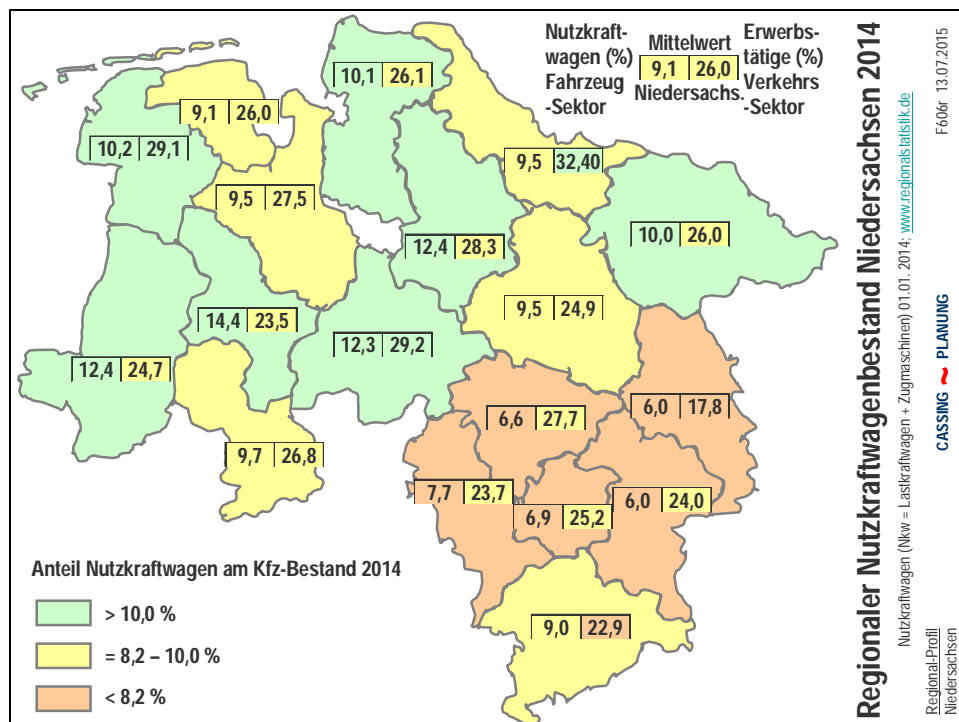 Nutzkraft-
wagen (%)
Fahrzeug
-Sektor
Mittelwert
9,1 26,0
Niedersachs.
Erwerbs-
tätige (%)
Verkehrs
-Sektor
10,1 26,1
9,1 26,0
10,2 29,1
9,5 32,40
9,5 27,5
10,0 26,0
12,4 28,3
9,5 24,9
14,4 23,5
12,3 29,2
12,4 24,7
6,0 17,8
6,6 27,7
9,7 26,8
7,7 23,7
6,0 24,0
6,9 25,2
9,0 22,9
Anteil Nutzkraftwagen am Kfz-Bestand 2014
> 10,0 %
= 8,2 – 10,0 %
< 8,2 %
Regionaler Nutzkraftwagenbestand Niedersachsen 2014
Nutzkraftwagen (Nkw = Lastkraftwagen + Zugmaschinen) 01.01. 2014; www.regionalstatistik.de
Regional-Profil
Niedersachsen
CASSING ~ PLANUNG
F606r 13.07.2015